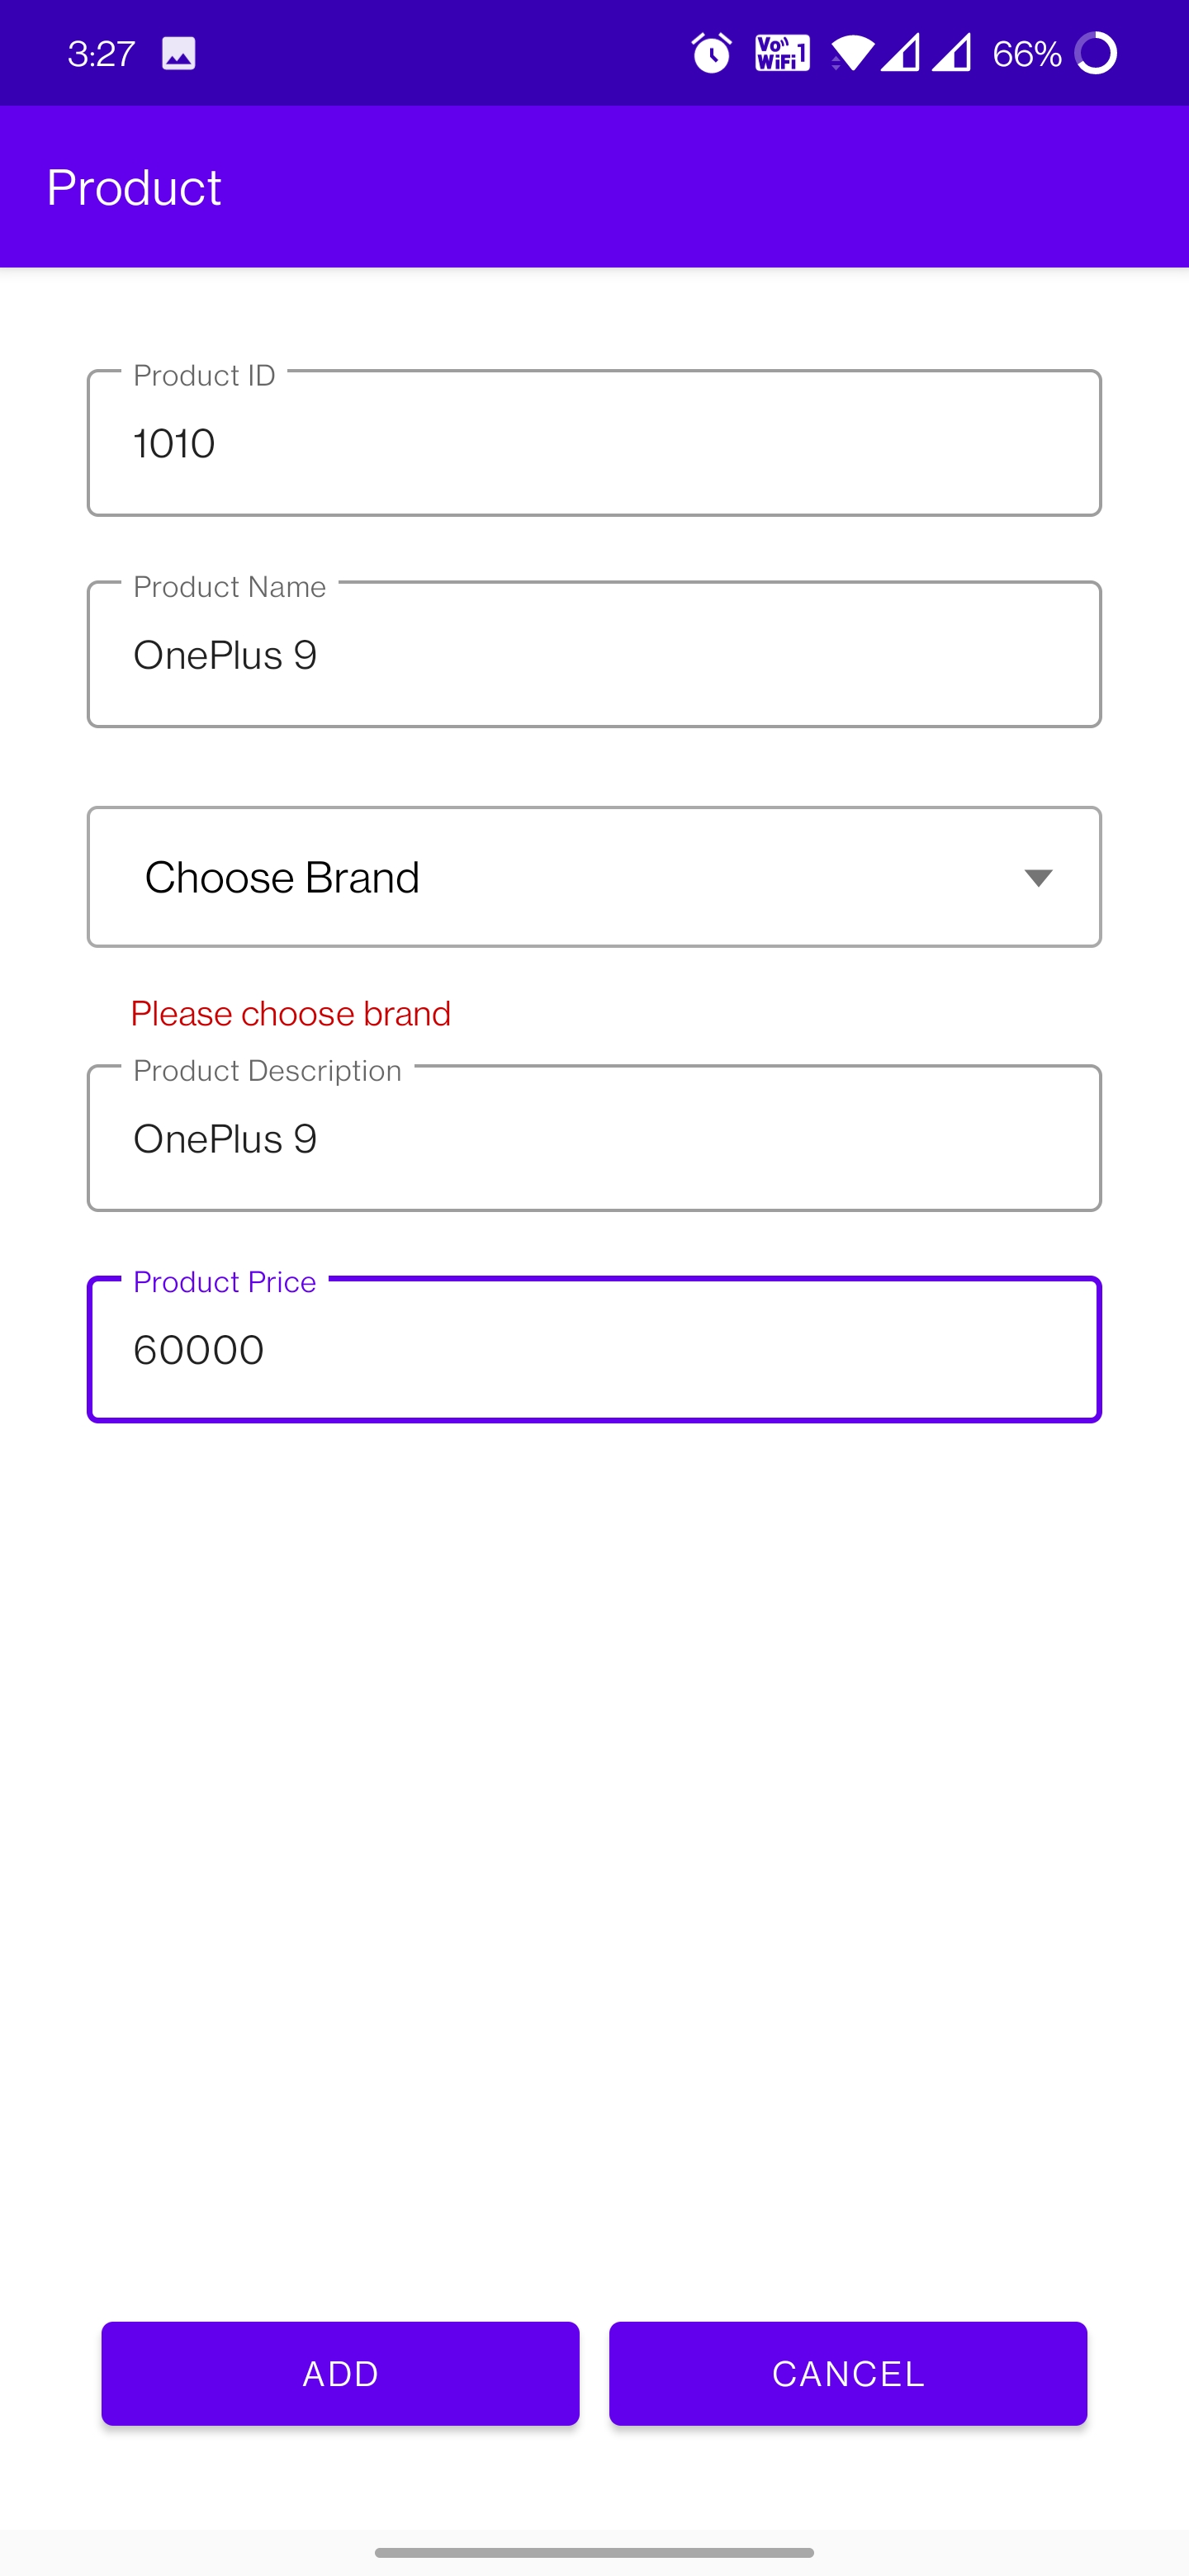 3:27 Vo WiFi 1 66%
Product
Product ID
1010
Product Name
OnePlus 9
Choose Brand
Please choose brand
Product Description
OnePlus 9
Product Price
60000
ADD CANCEL